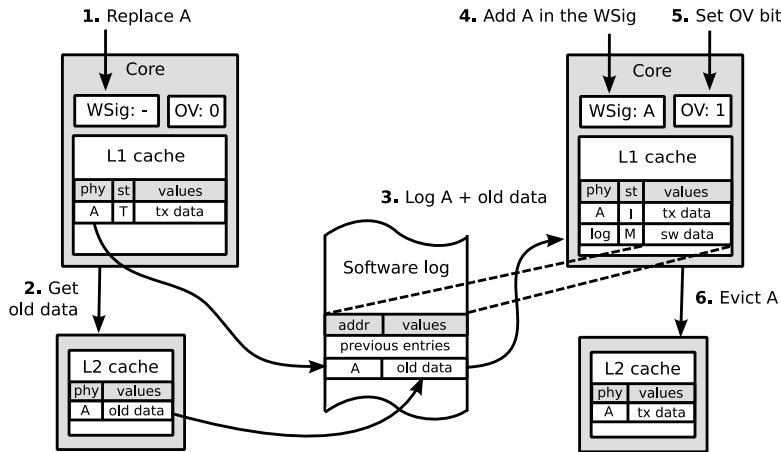 1. Replace A
Core
WSig: -
OV: 0
L1 cache
phy st values
A T tx data
2. Get
old data
L2 cache
phy values
A old data
3. Log A + old data
Software log
addr values
previous entries
A old data
4. Add A in the WSig
5. Set OV bit
Core
WSig: A
OV: 1
L1 cache
phy st values
A I tx data
log M sw data
6. Evict A
L2 cache
phy values
A tx data